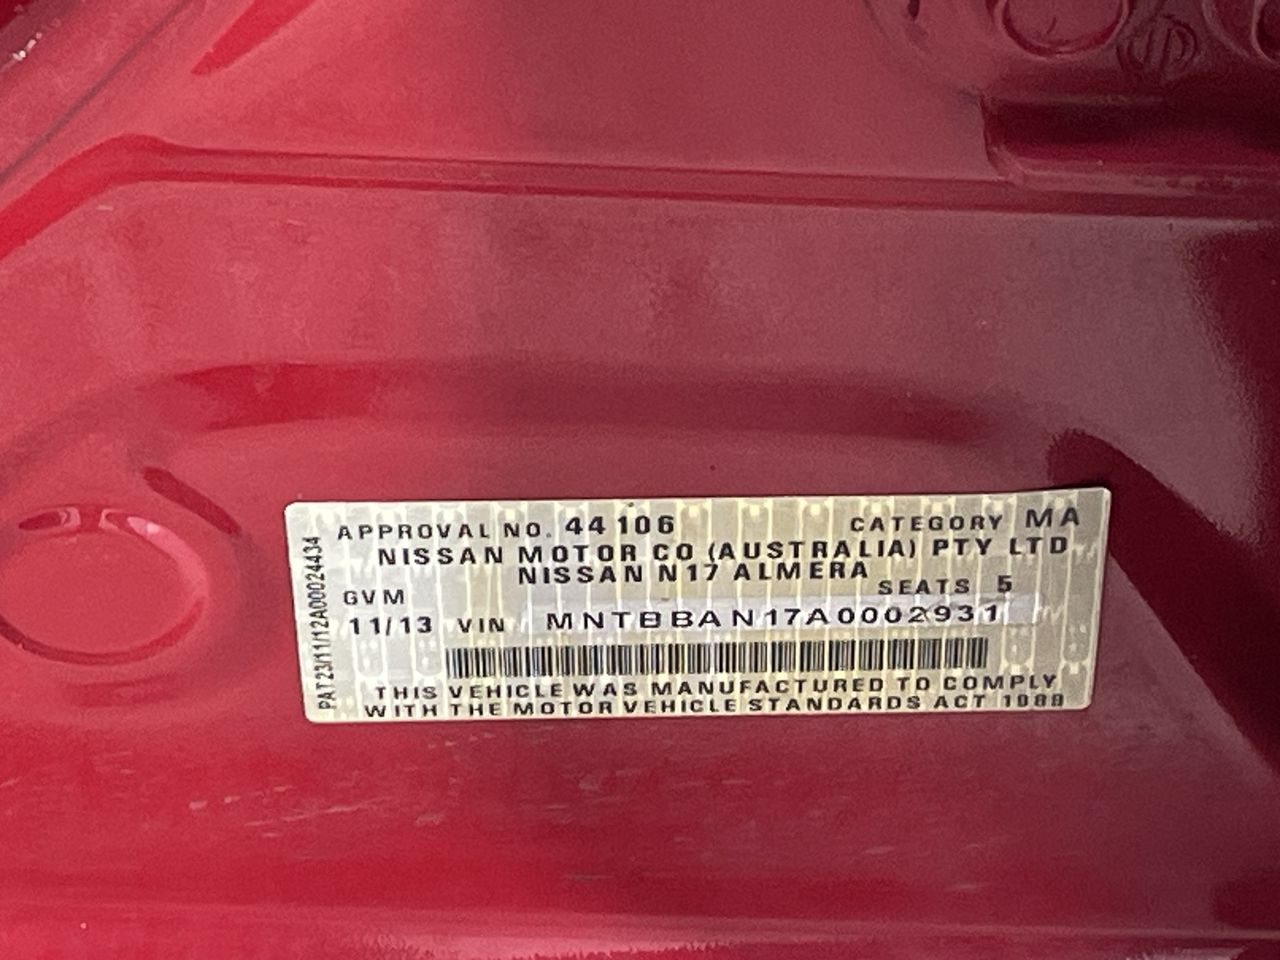 APPROVAL NO. 44106 CATEGORY MA
NISSAN MOTOR CO (AUSTRALIA) PTY LTD
NISSAN N17 ALMERA
GVM SEATS 5
11/13 VIN MNTBBAN17A0002931
THIS VEHICLE WAS MANUFACTURED TO COMPLY
WITH THE MOTOR VEHICLE STANDARDS ACT 1989
PAT23/11/12A000024434